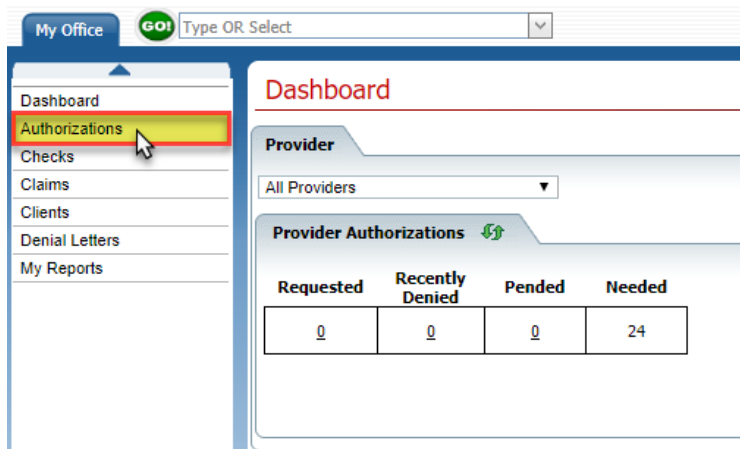 My Office
GO!
Type OR Select
Dashboard
Authorizations
Checks
Claims
Clients
Denial Letters
My Reports
Dashboard
Provider
All Providers
Provider Authorizations
Requested Recently Denied Pended Needed
0 0 0 24